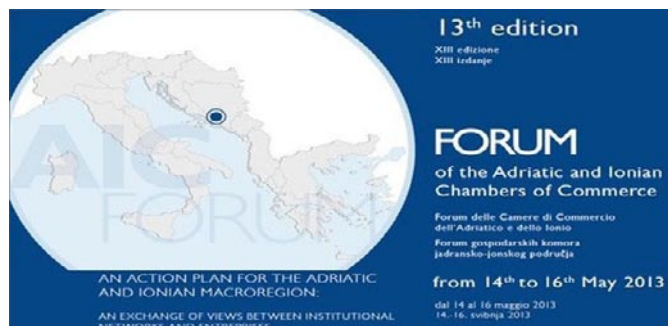 13th edition
XIII edizione
XIII izdanje
AIC
FORUM
FORUM
of the Adriatic and Ionian
Chambers of Commerce
Forum delle Camere di Commercio
dell'Adriatico e dello Ionio
Forum gospodarskih komora
jadransko-jonskog područja
from 14th to 16th May 2013
dal 14 al 16 maggio 2013
14.-16. svibnja 2013
AN ACTION PLAN FOR THE ADRIATIC
AND IONIAN MACROREGION:
AN EXCHANGE OF VIEWS BETWEEN INSTITUTIONAL
NETWORKS AND ENTERPRISES